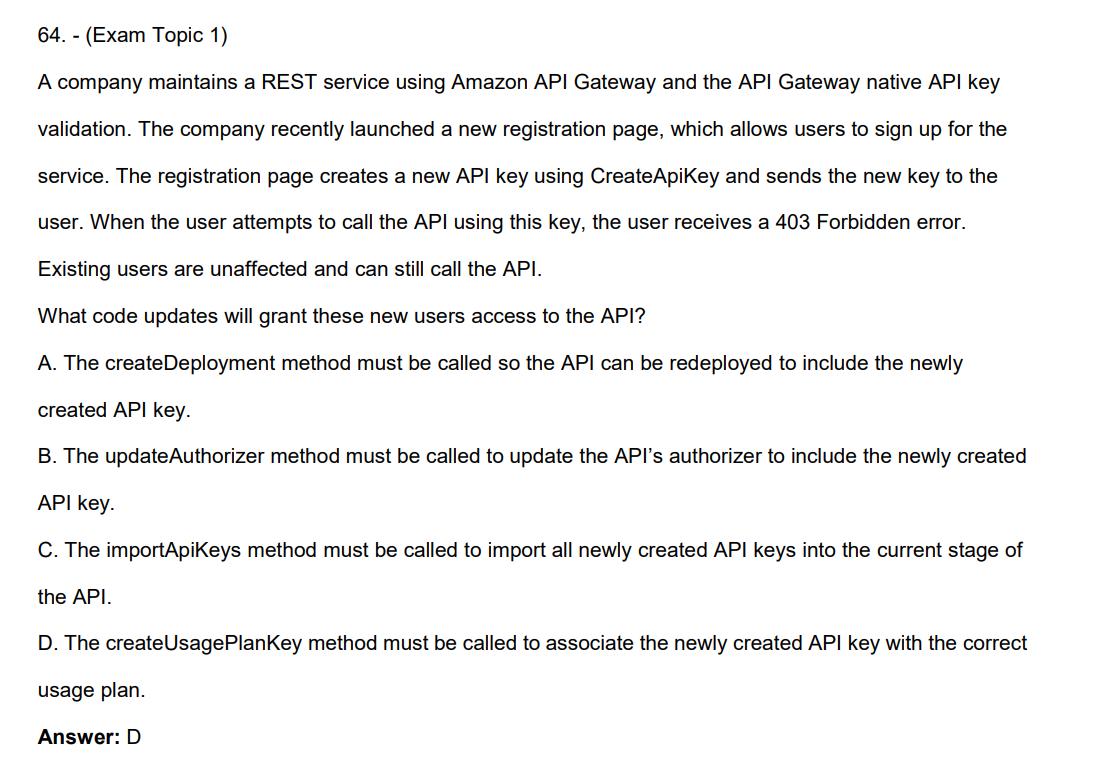 64. - (Exam Topic 1)
A company maintains a REST service using Amazon API Gateway and the API Gateway native API key
validation. The company recently launched a new registration page, which allows users to sign up for the
service. The registration page creates a new API key using CreateApiKey and sends the new key to the
user. When the user attempts to call the API using this key, the user receives a 403 Forbidden error.
Existing users are unaffected and can still call the API.
What code updates will grant these new users access to the API?
A. The createDeployment method must be called so the API can be redeployed to include the newly
created API key.
B. The updateAuthorizer method must be called to update the API’s authorizer to include the newly created
API key.
C. The importApiKeys method must be called to import all newly created API keys into the current stage of
the API.
D. The createUsagePlanKey method must be called to associate the newly created API key with the correct
usage plan.
Answer: D